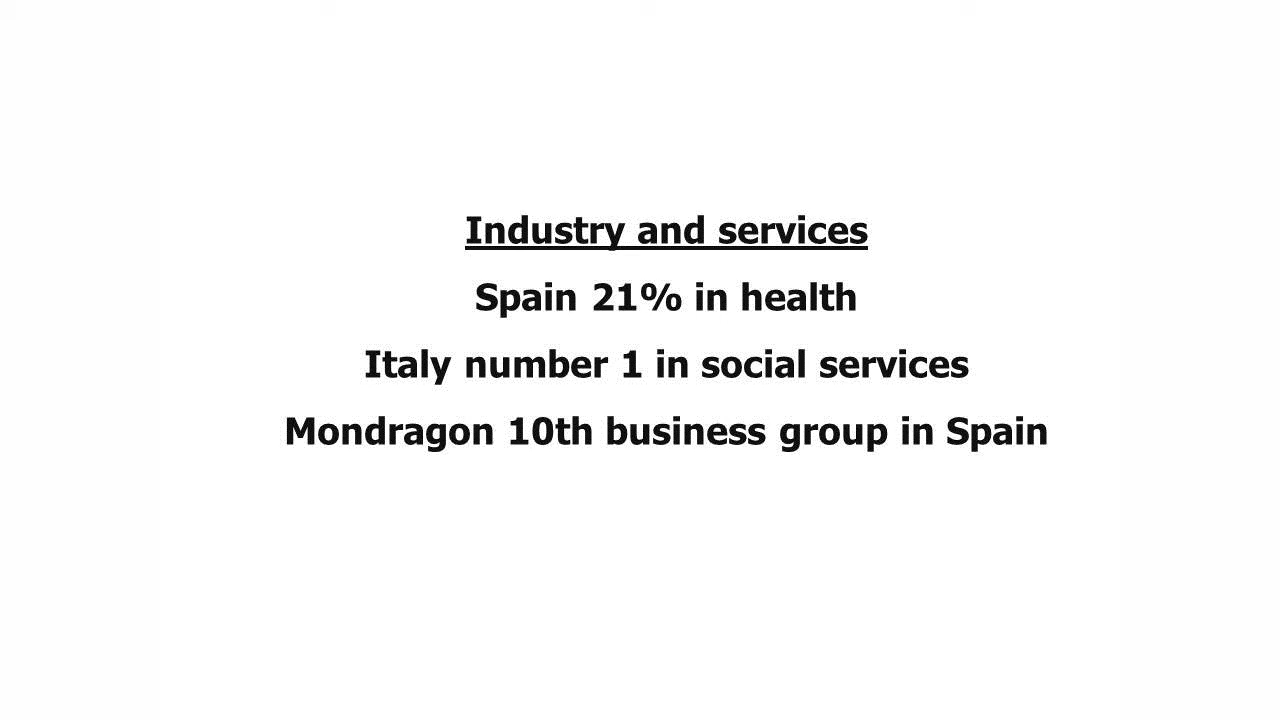 Industry and services
Spain 21% in health
Italy number 1 in social services
Mondragon 10th business group in Spain